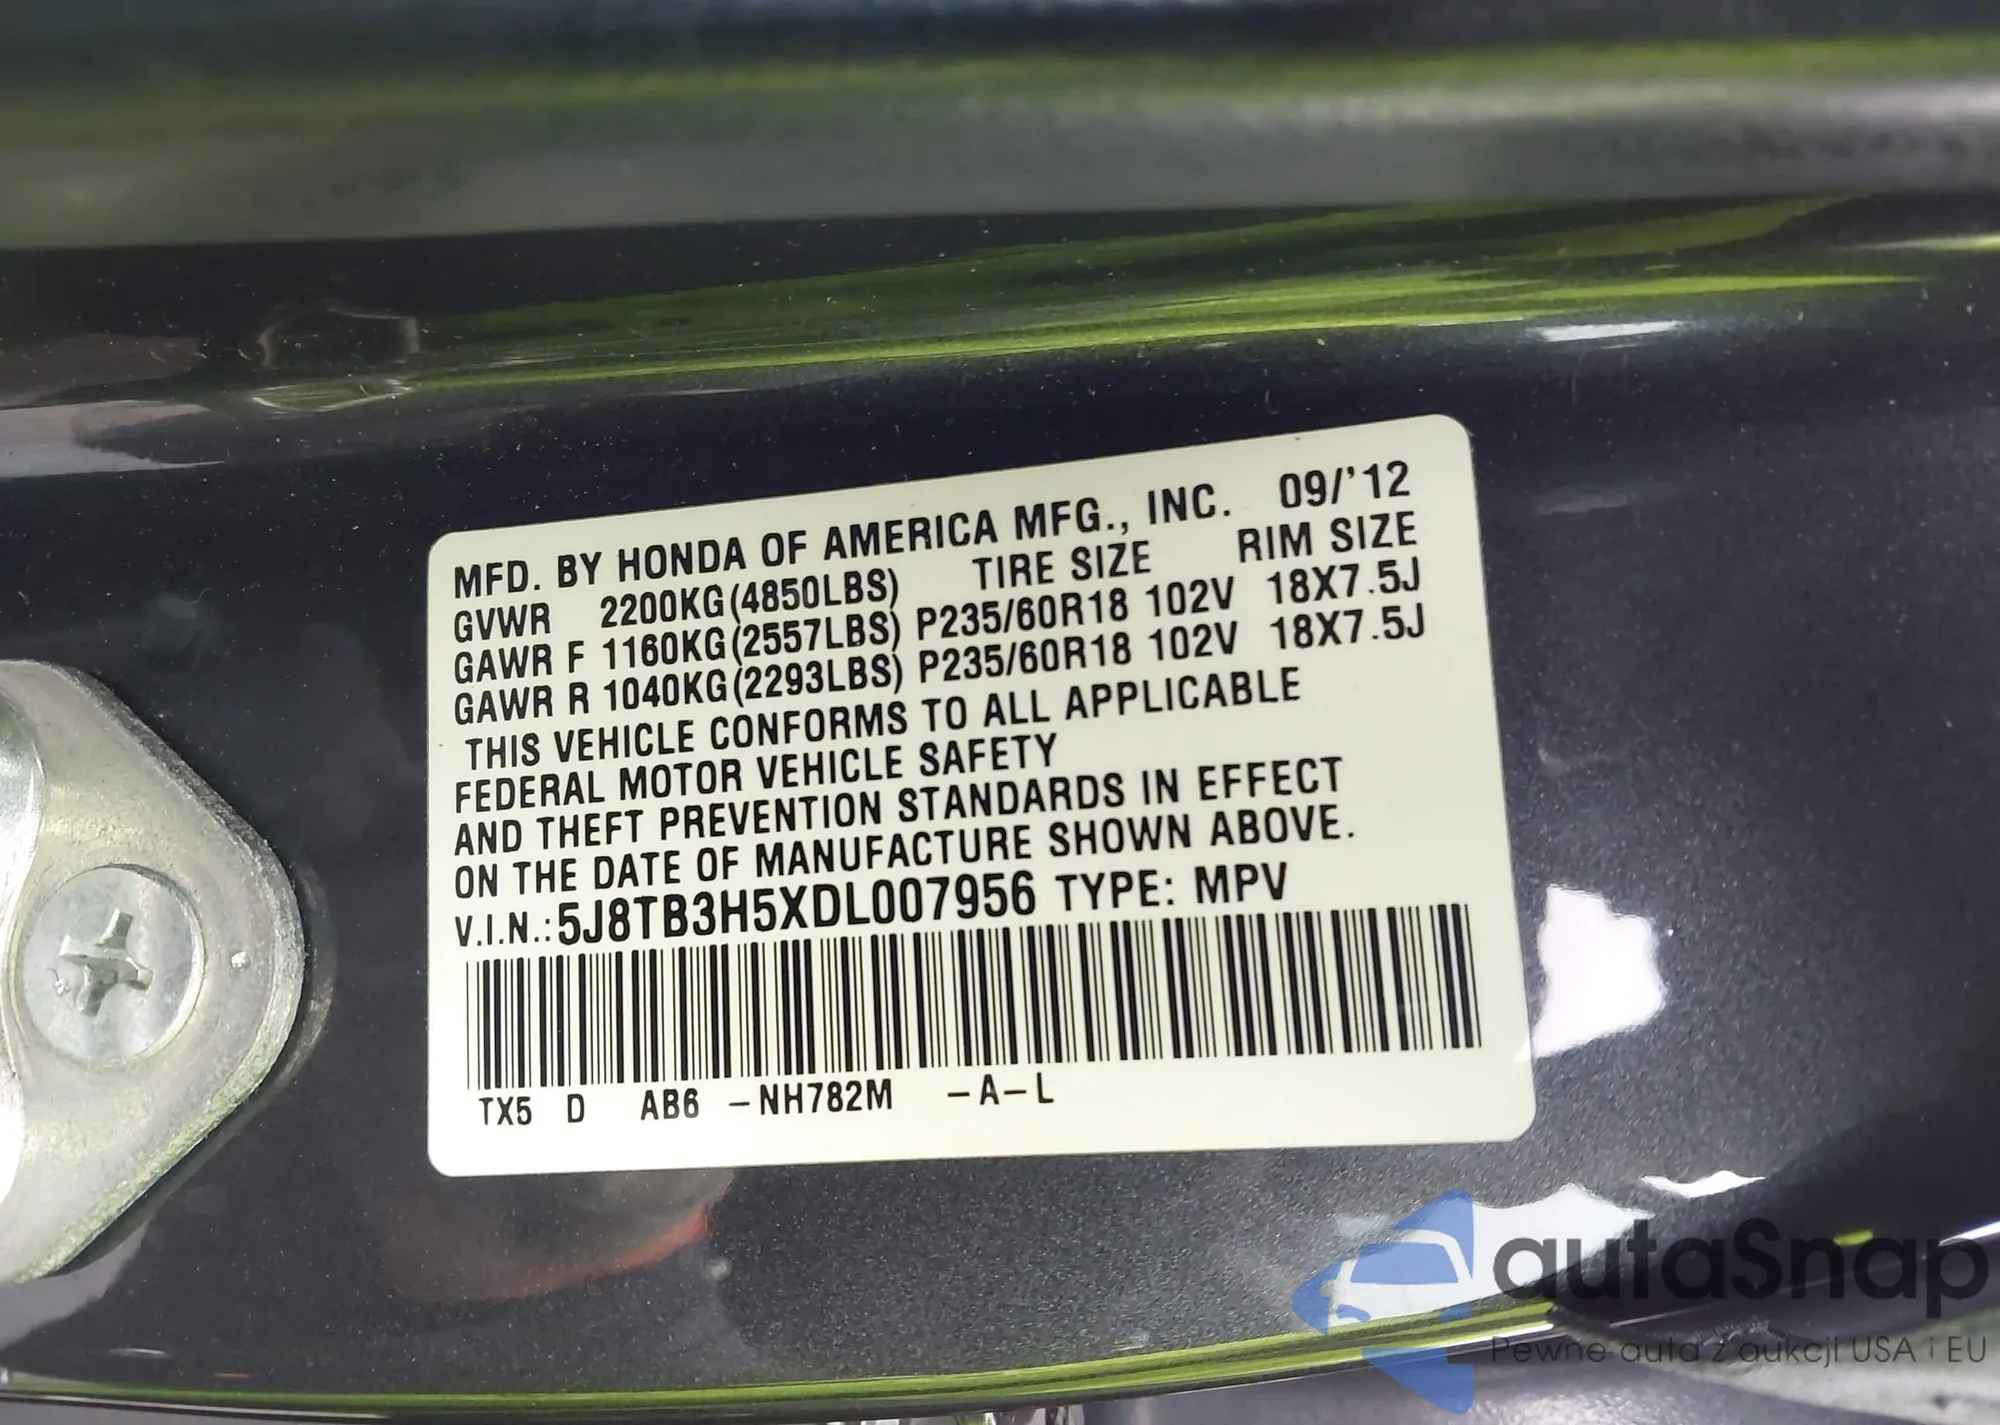 MFD. BY HONDA OF AMERICA MFG., INC. 09/'12
GVWR 2200KG(4850LBS) TIRE SIZE RIM SIZE
GAWR F 1160KG(2557LBS) P235/60R18 102V 18X7.5J
GAWR R 1040KG(2293LBS) P235/60R18 102V 18X7.5J
THIS VEHICLE CONFORMS TO ALL APPLICABLE
FEDERAL MOTOR VEHICLE SAFETY
AND THEFT PREVENTION STANDARDS IN EFFECT
ON THE DATE OF MANUFACTURE SHOWN ABOVE.
V.I.N.:5J8TB3H5XDL007956 TYPE: MPV
TX5 D AB6 -NH782M -A-L
autaSnap
Pewne auta z aukcji USA i EU